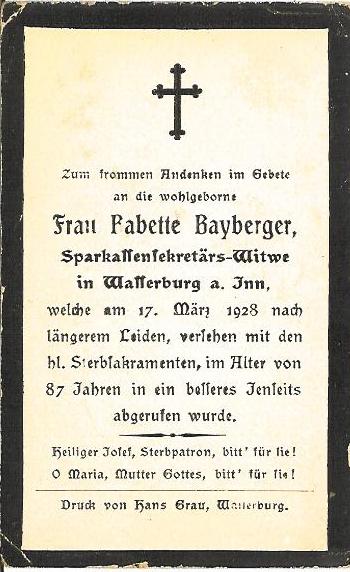 Zum frommen Andenken im Gebete
an die wohlgeborne
Frau Babette Bayberger,
Sparkassensekretärs-Witwe
in Wasserburg a. Inn,
welche am 17. März 1928 nach
längerem Leiden, versehen mit den
hl. Sterbsakramenten, im Alter von
87 Jahren in ein besseres Jenseits
abgerufen wurde.
Heiliger Josef, Sterbpatron, bitt' für sie!
O Maria, Mutter Gottes, bitt' für sie!
Druck von Hans Grau, Wasserburg.